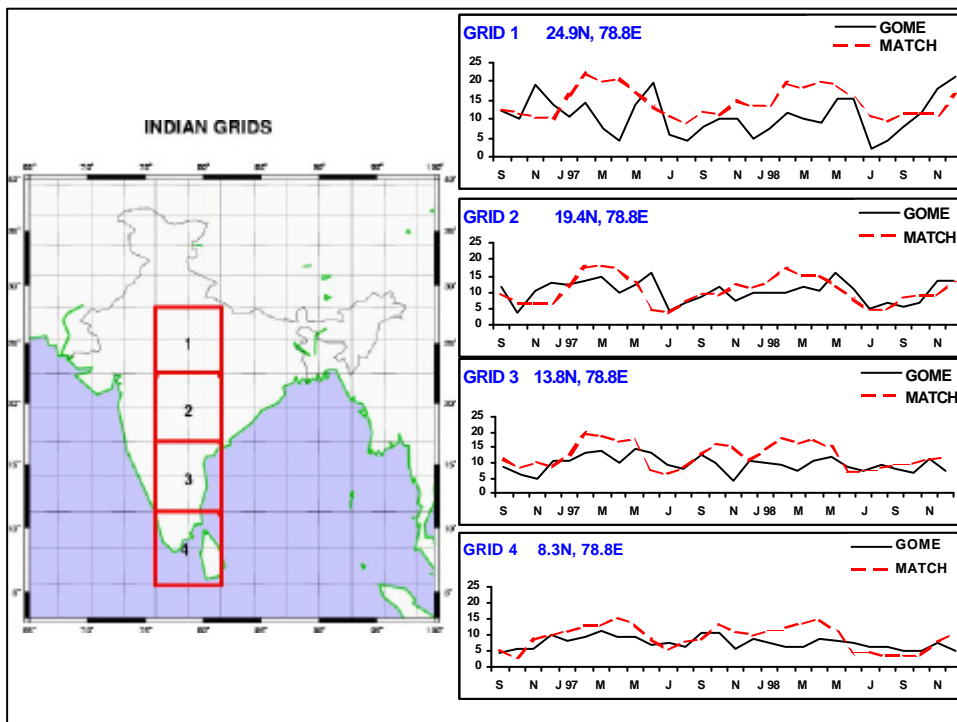 INDIAN GRIDS
1
2
3
4
GRID 1 24.9N, 78.8E
GOME
MATCH
25
20
15
10
5
0
S N J 97 M M J S N J 98 M M J S N
GRID 2 19.4N, 78.8E
GOME
MATCH
25
20
15
10
5
0
S N J 97 M M J S N J 98 M M J S N
GRID 3 13.8N, 78.8E
GOME
MATCH
25
20
15
10
5
0
S N J 97 M M J S N J 98 M M J S N
GRID 4 8.3N, 78.8E
GOME
MATCH
25
20
15
10
5
0
S N J 97 M M J S N J 98 M M J S N